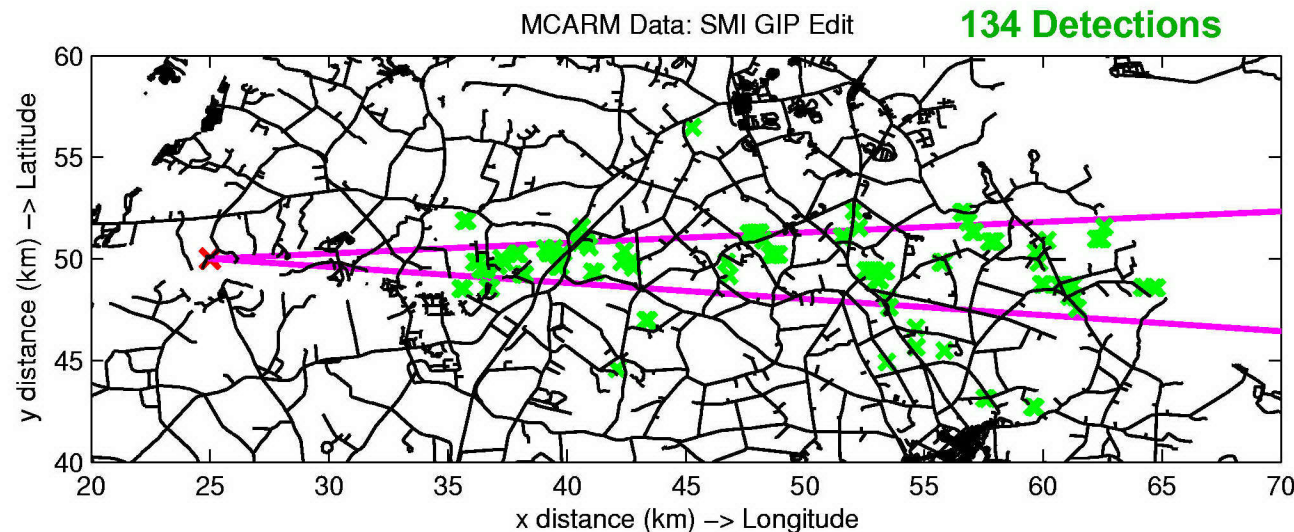 MCARM Data: SMI GIP Edit
134 Detections
60
55
50
45
40
y distance (km) –> Latitude
20 25 30 35 40 45 50 55 60 65 70
x distance (km) –> Longitude